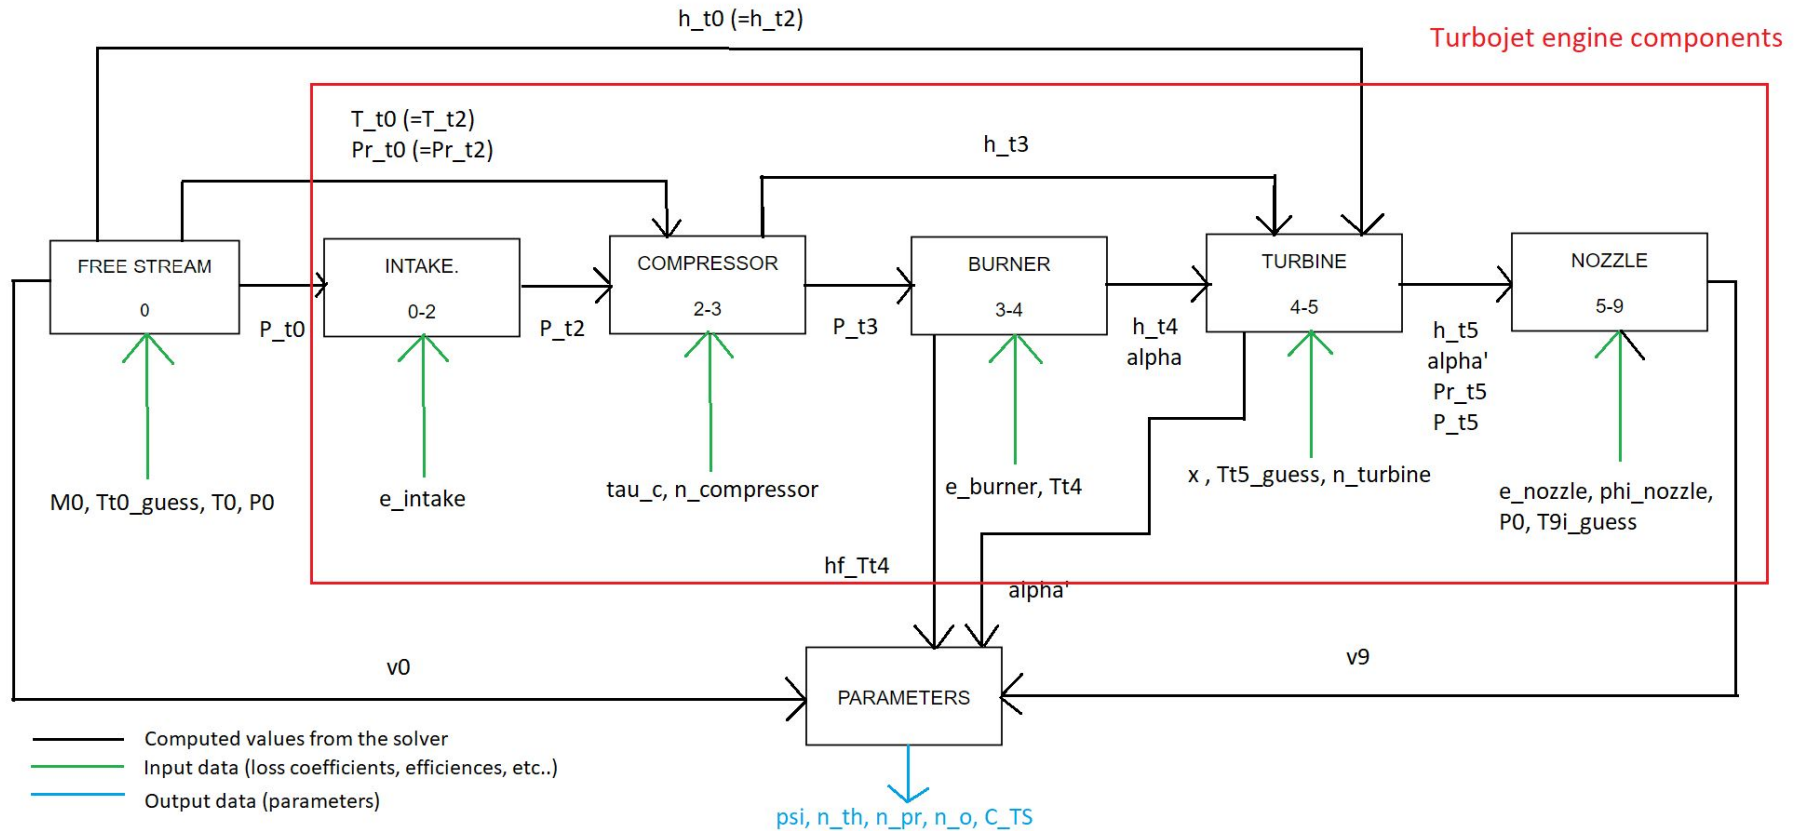 h_t0 (=h_t2)
Turbojet engine components
T_t0 (=T_t2)
Pr_t0 (=Pr_t2)
h_t3
FREE STREAM
0
INTAKE.
0-2
COMPRESSOR
2-3
BURNER
3-4
TURBINE
4-5
NOZZLE
5-9
P_t0
P_t2
P_t3
h_t4
alpha
h_t5
alpha'
Pr_t5
P_t5
M0, Tt0_guess, T0, P0
e_intake
tau_c, n_compressor
e_burner, Tt4
x , Tt5_guess, n_turbine
e_nozzle, phi_nozzle,
P0, T9i_guess
hf_Tt4
alpha'
v0
v9
PARAMETERS
Computed values from the solver
Input data (loss coefficients, efficiences, etc..)
Output data (parameters)
psi, n_th, n_pr, n_o, C_TS